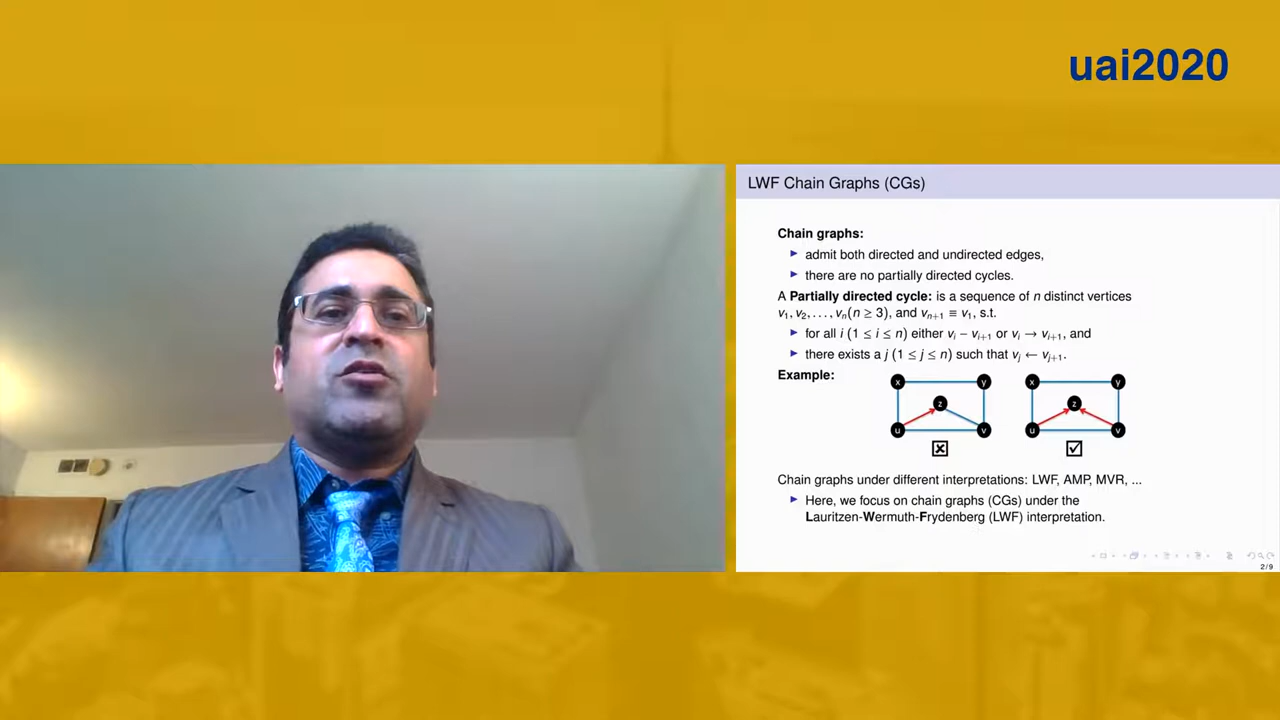 uai2020
LWF Chain Graphs (CGs)
Chain graphs:
admit both directed and undirected edges,
there are no partially directed cycles.
A Partially directed cycle: is a sequence of n distinct vertices
v₁, v₂, . . . , vₙ(n ≥ 3), and vₙ₊₁ ≡ v₁, s.t.
for all i (1 ≤ i ≤ n) either vᵢ − vᵢ₊₁ or vᵢ → vᵢ₊₁, and
there exists a j (1 ≤ j ≤ n) such that vⱼ ← vⱼ₊₁.
Example:
x y x y
z z
u v u v
Chain graphs under different interpretations: LWF, AMP, MVR, ...
Here, we focus on chain graphs (CGs) under the
Lauritzen-Wermuth-Frydenberg (LWF) interpretation.
2/9